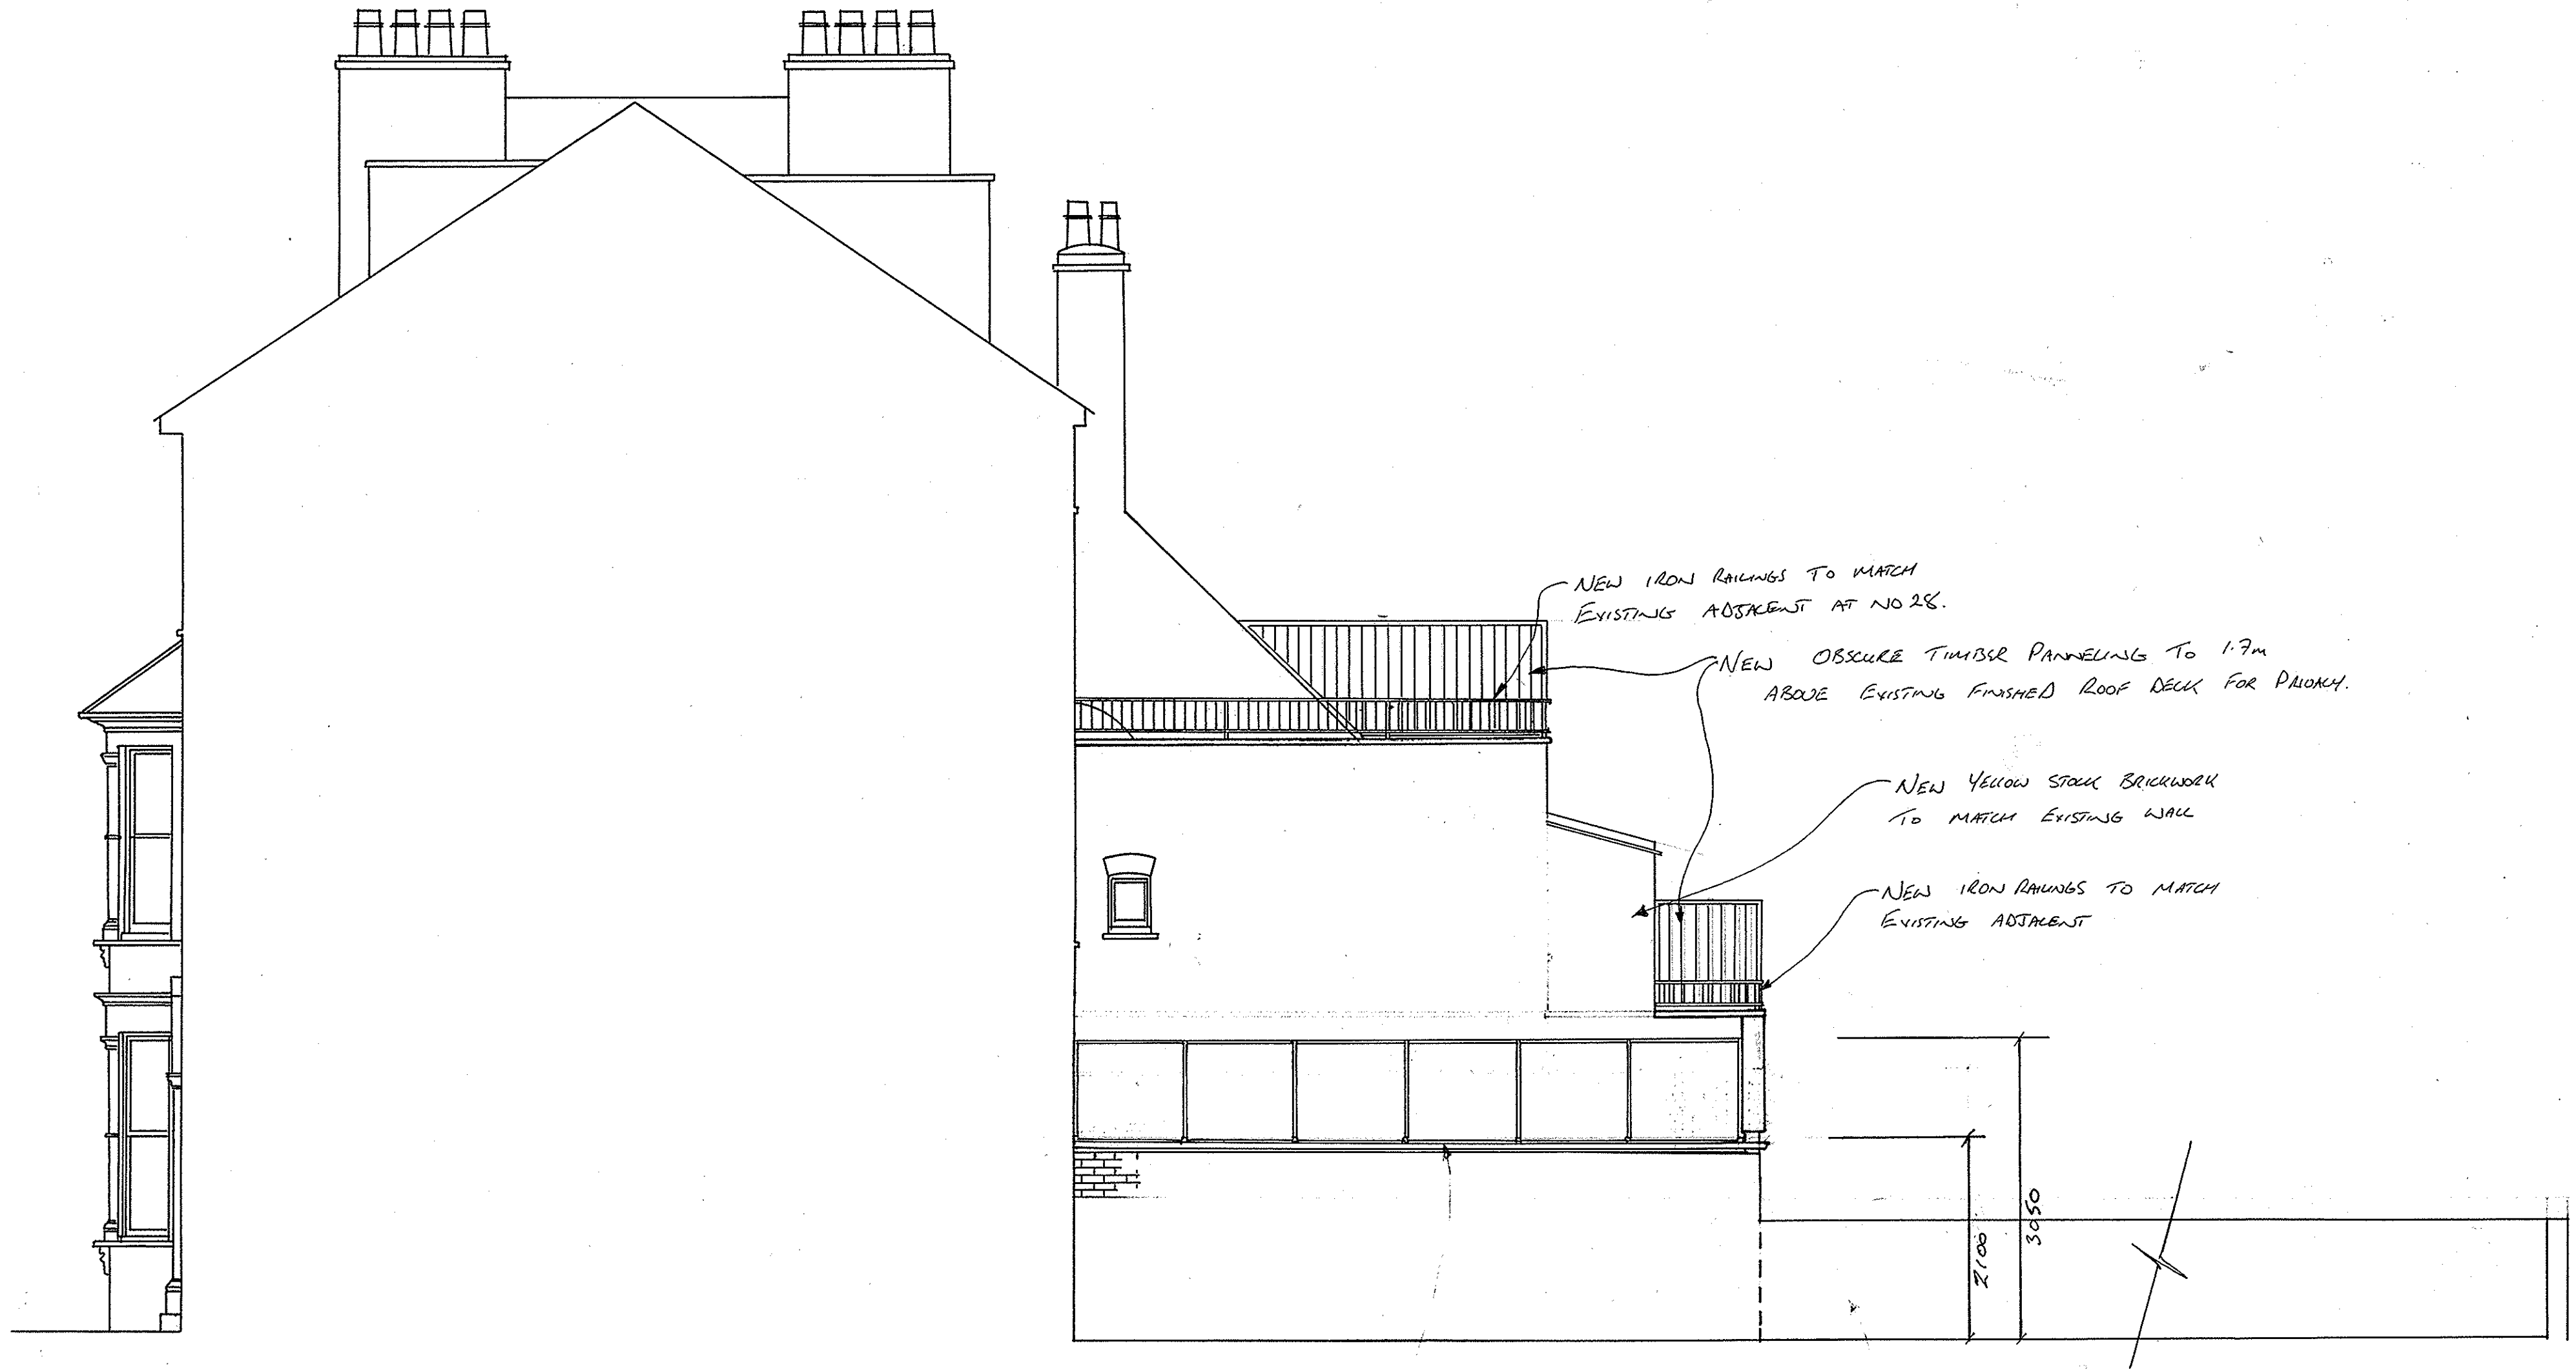 NEW IRON RAILINGS TO MATCH
EXISTING ADJACENT AT NO 28.
NEW OBSCURE TIMBER PANNELING TO 1.7m
ABOVE EXISTING FINISHED ROOF DECK FOR PRIVACY.
NEW YELLOW STOCK BRICKWORK
TO MATCH EXISTING WALL
NEW IRON RAILINGS TO MATCH
EXISTING ADJACENT
2100
3050